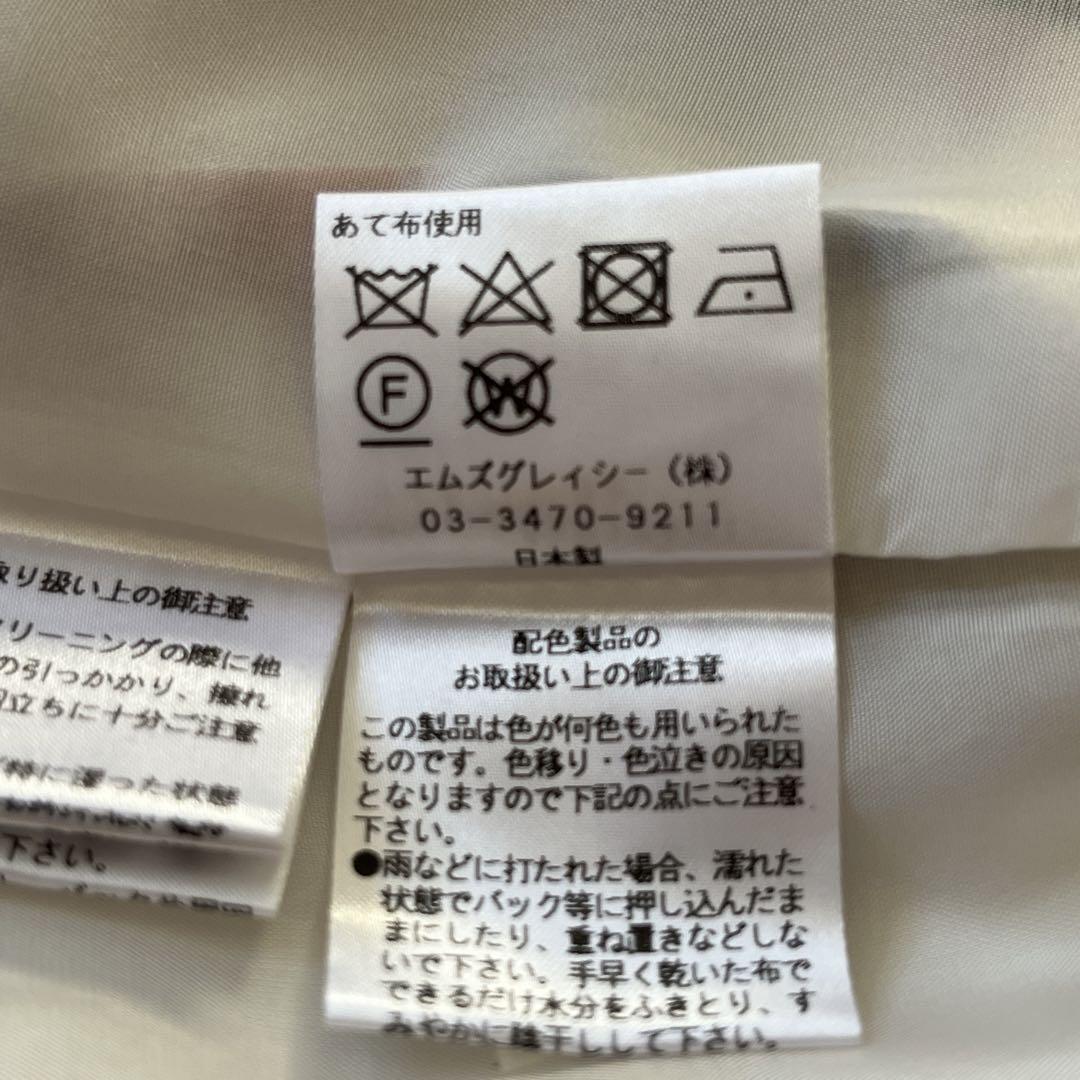 あて布使用
F
W
エムズグレィシー（株）
03-3470-9211
日本製
取り扱い上の御注意
クリーニングの際に他
の引っかかり、擦れ
立ちに十分ご注意
特に湿った状態
下さい。
配色製品の
お取扱い上の御注意
この製品は色が何色も用いられた
ものです。色移り・色泣きの原因
となりますので下記の点にご注意
下さい。
●雨などに打たれた場合、濡れた
状態でバック等に押し込んだま
まにしたり、重ね置きなどしな
いで下さい。手早く乾いた布で
できるだけ水分をふきとり、す
みやかに陰干しして下さい。